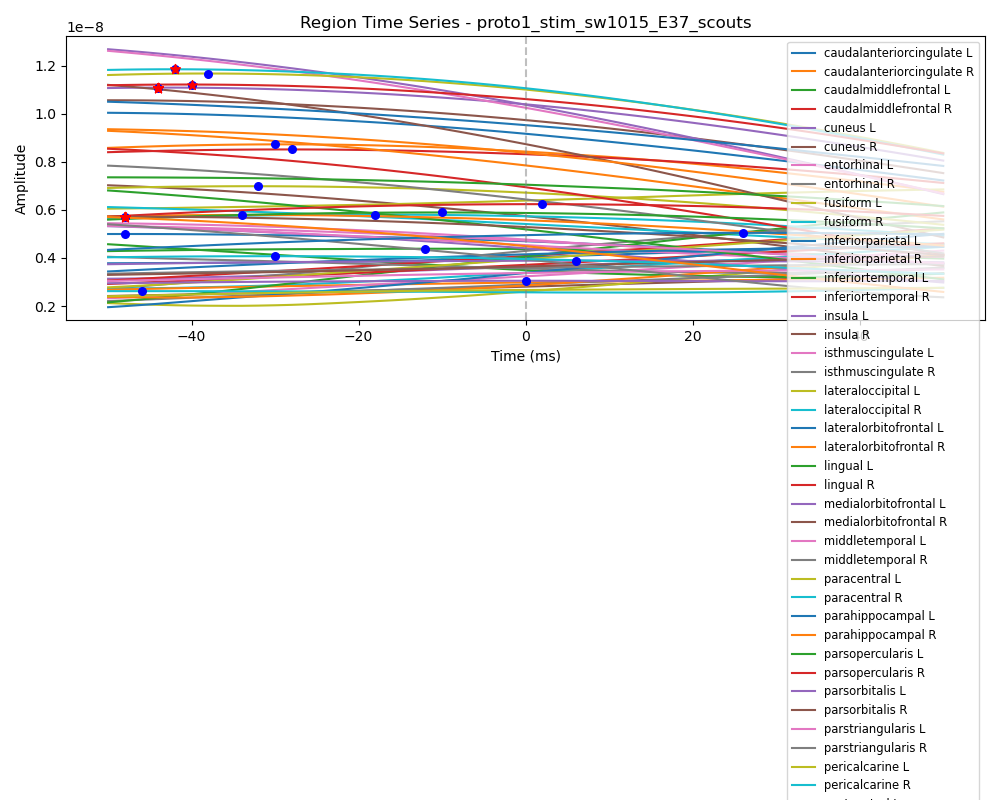 Region Time Series - proto1_stim_sw1015_E37_scouts
1e−8
Amplitude
1.2
1.0
0.8
0.6
0.4
0.2
−40
−20
0
20
Time (ms)
caudalanteriorcingulate L
caudalanteriorcingulate R
caudalmiddlefrontal L
caudalmiddlefrontal R
cuneus L
cuneus R
entorhinal L
entorhinal R
fusiform L
fusiform R
inferiorparietal L
inferiorparietal R
inferiortemporal L
inferiortemporal R
insula L
insula R
isthmuscingulate L
isthmuscingulate R
lateraloccipital L
lateraloccipital R
lateralorbitofrontal L
lateralorbitofrontal R
lingual L
lingual R
medialorbitofrontal L
medialorbitofrontal R
middletemporal L
middletemporal R
paracentral L
paracentral R
parahippocampal L
parahippocampal R
parsopercularis L
parsopercularis R
parsorbitalis L
parsorbitalis R
parstriangularis L
parstriangularis R
pericalcarine L
pericalcarine R